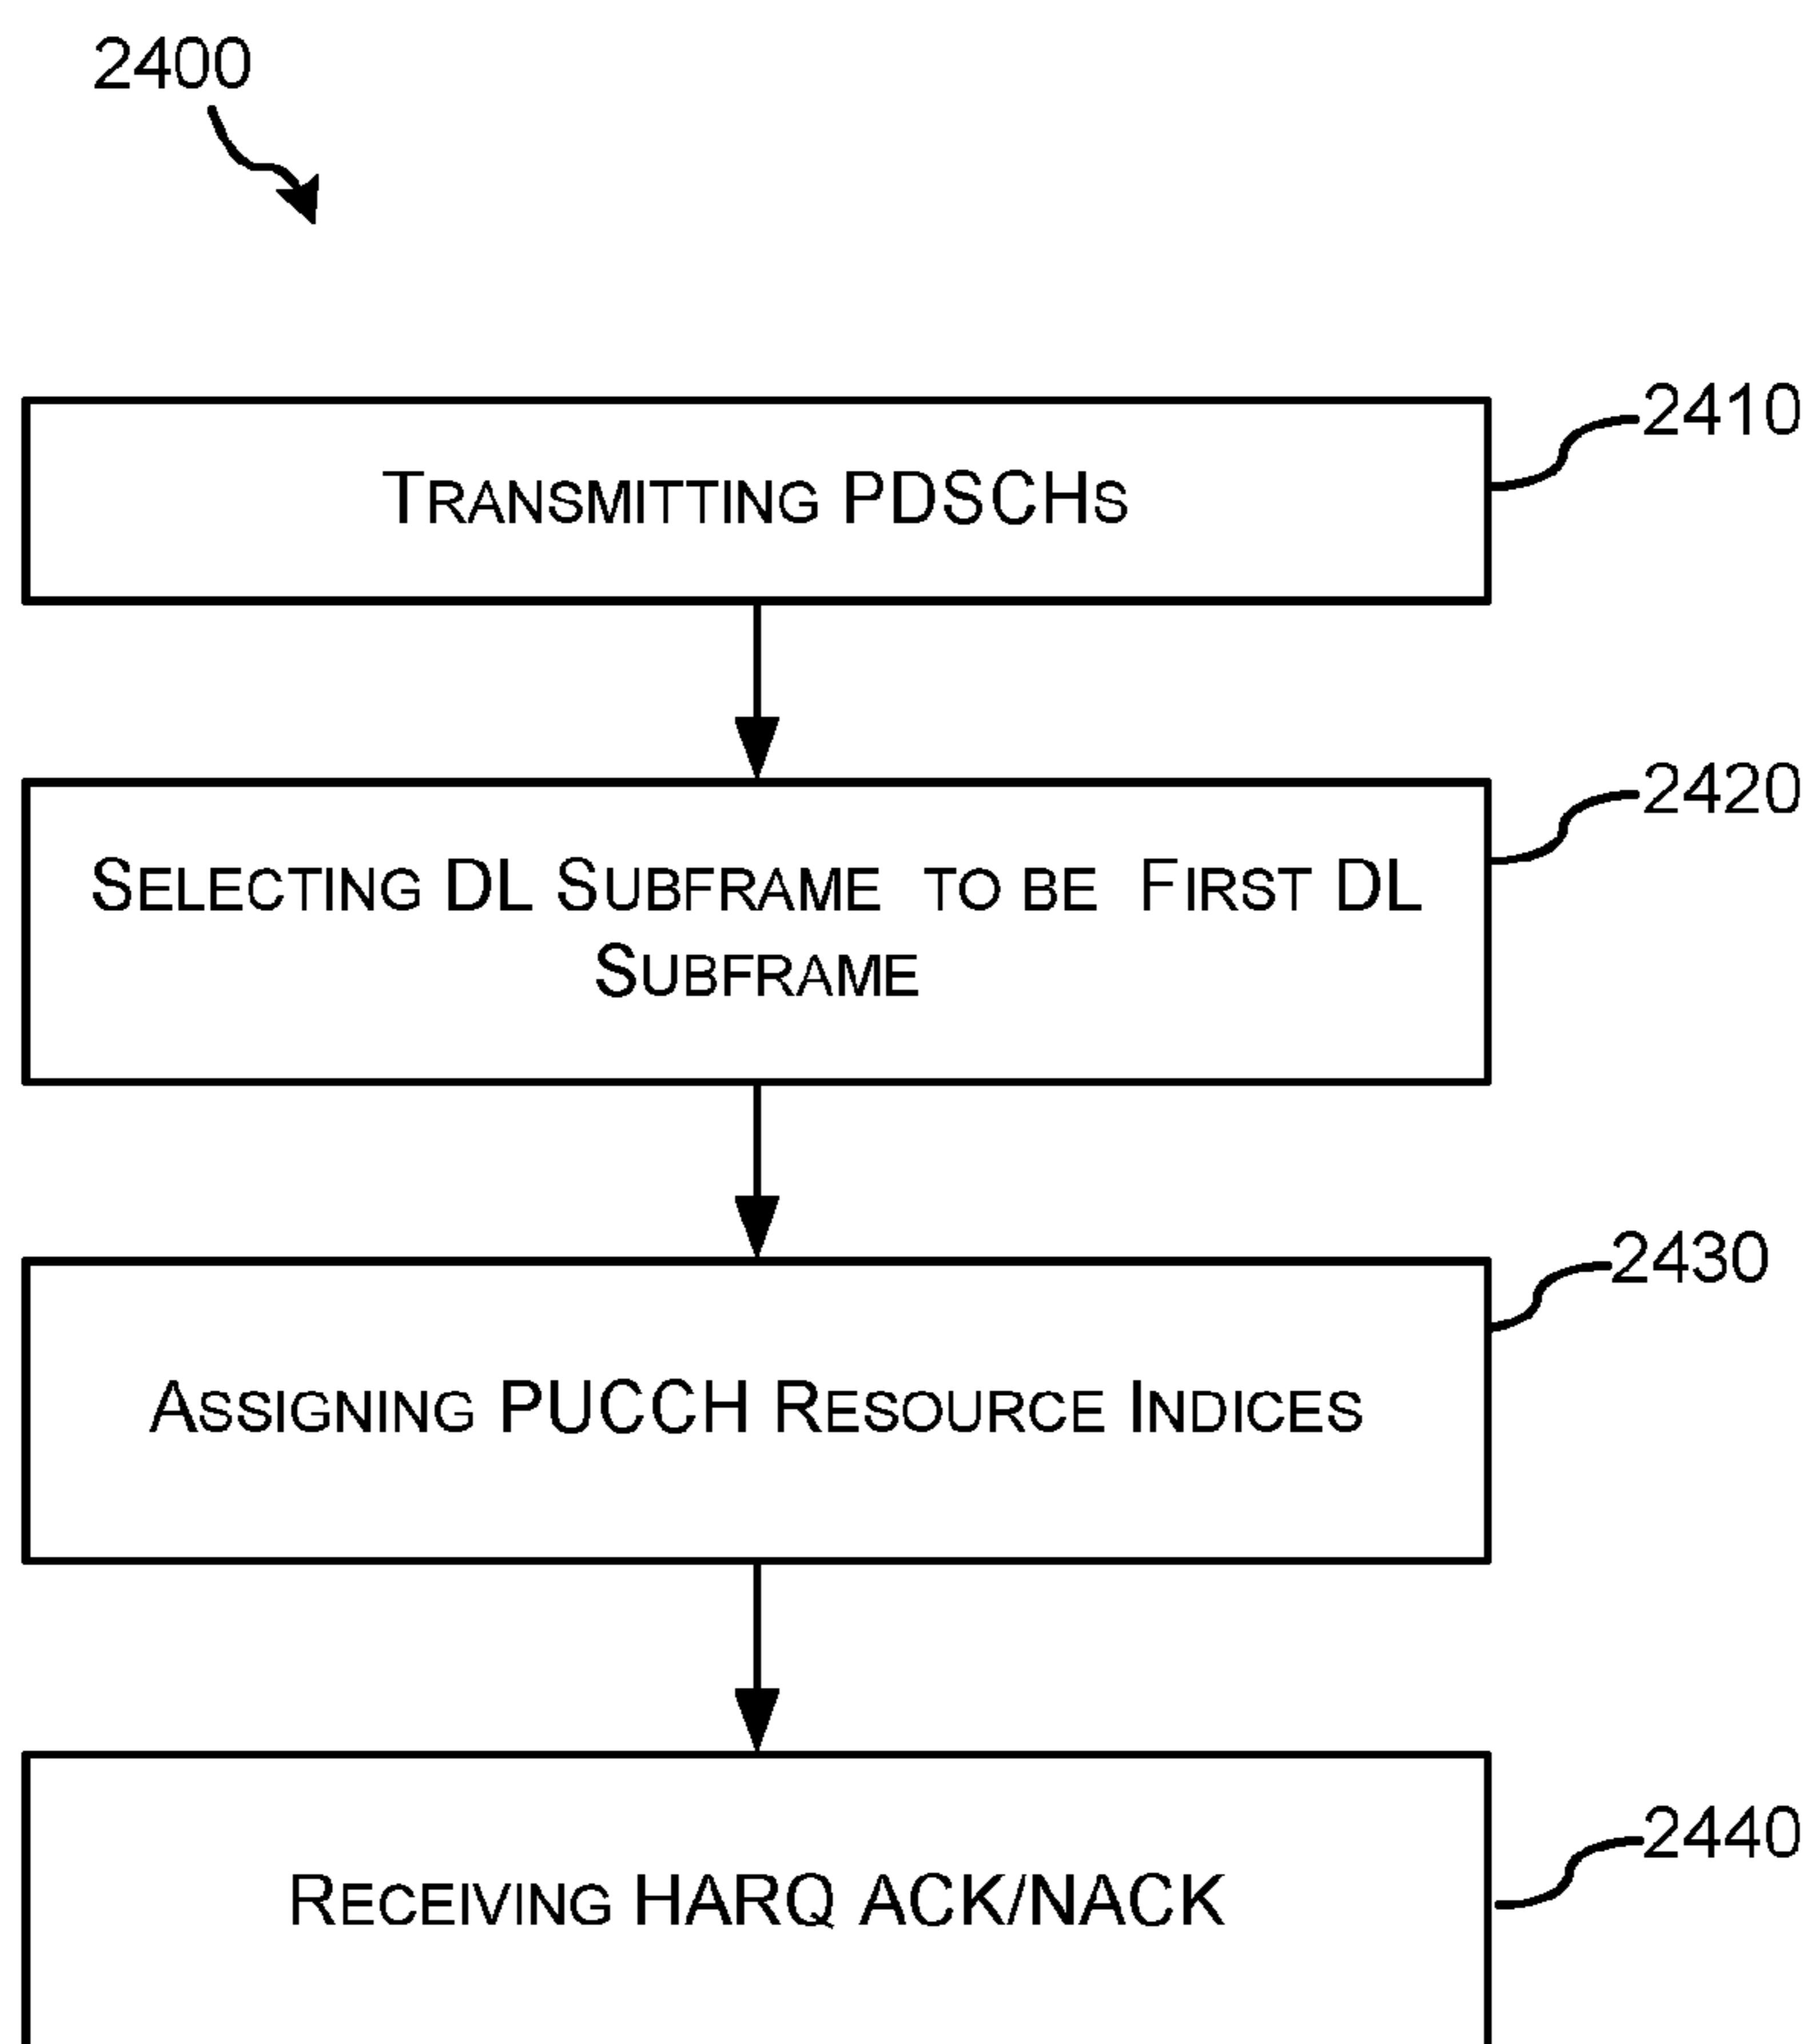 2400
TRANSMITTING PDSCHS
2410
SELECTING DL SUBFRAME TO BE FIRST DL
SUBFRAME
2420
ASSIGNING PUCCH RESOURCE INDICES
2430
RECEIVING HARQ ACK/NACK
2440